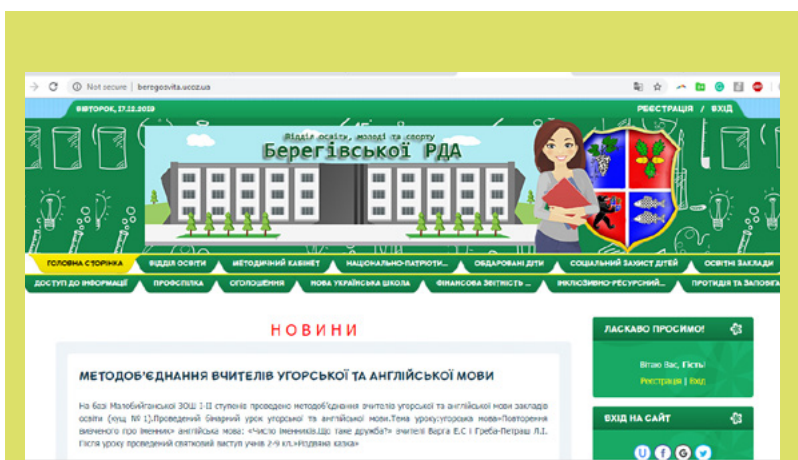 Not secure | beregosvita.ucoz.ua
ВІВТОРОК, 17.12.2019
РЕЄСТРАЦІЯ / ВХІД
Відділ освіти, молоді та спорту
Берегівської РДА
ГОЛОВНА СТОРІНКА ВІДДІЛ ОСВІТИ МЕТОДИЧНИЙ КАБІНЕТ НАЦІОНАЛЬНО-ПАТРІОТИ... ОБДАРОВАНІ ДІТИ СОЦІАЛЬНИЙ ЗАХИСТ ДІТЕЙ ОСВІТНІ ЗАКЛАДИ
ДОСТУП ДО ІНФОРМАЦІЇ ПРОФСПІЛКА ОГОЛОШЕННЯ НОВА УКРАЇНСЬКА ШКОЛА ФІНАНСОВА ЗВІТНІСТЬ ... ІНКЛЮЗИВНО-РЕСУРСНИЙ... ПРОТИДІЯ ТА ЗАПОБІГА
НОВИНИ
МЕТОДОБ'ЄДНАННЯ ВЧИТЕЛІВ УГОРСЬКОЇ ТА АНГЛІЙСЬКОЇ МОВИ
На базі Малобийганської ЗОШ І-ІІ ступенів проведено методоб'єднання вчителів угорської та англійської мови закладів
освіти (кущ № 1).Проведений бінарний урок угорської та англійської мови.Тема уроку:угорська мова«Повторення
вивченого про іменник» англійська мова: «Число іменників.Що таке дружба?» вчителі Варга Е.С і Греба-Петраш Л.І.
Після уроку проведений святковий виступ учнів 2-9 кл.«Різдвяна казка»
ЛАСКАВО ПРОСИМО!
Вітаю Вас, Гість!
Реєстрація | Вхід
ВХІД НА САЙТ